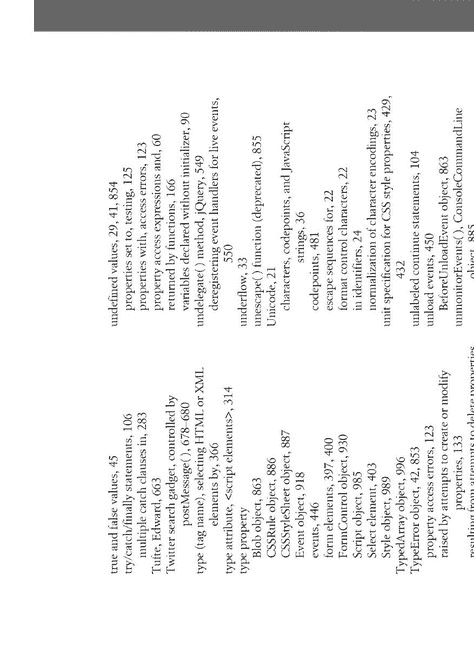 true and false values, 45
try/catch/finally statements, 106
multiple catch clauses in, 283
Tufte, Edward, 663
Twitter search gadget, controlled by
postMessage( ), 678–680
type (tag name), selecting HTML or XML
elements by, 366
type attribute, <script elements>, 314
type property
Blob object, 863
CSSRule object, 886
CSSStyleSheet object, 887
Event object, 918
events, 446
form elements, 397, 400
FormControl object, 930
Script object, 985
Select element, 403
Style object, 989
TypedArray object, 996
TypeError object, 42, 853
property access errors, 123
raised by attempts to create or modify
properties, 133
resulting from attempts to delete properties
undefined values, 29, 41, 854
properties set to, testing, 125
properties with, access errors, 123
property access expressions and, 60
returned by functions, 166
variables declared without initializer, 90
undelegate( ) method, jQuery, 549
deregistering event handlers for live events,
550
underflow, 33
unescape( ) function (deprecated), 855
Unicode, 21
characters, codepoints, and JavaScript
strings, 36
codepoints, 481
escape sequences for, 22
format control characters, 22
in identifiers, 24
normalization of character encodings, 23
unit specification for CSS style properties, 429,
432
unlabeled continue statements, 104
unload events, 450
BeforeUnloadEvent object, 863
unmonitorEvents( ), ConsoleCommandLine
object, 885